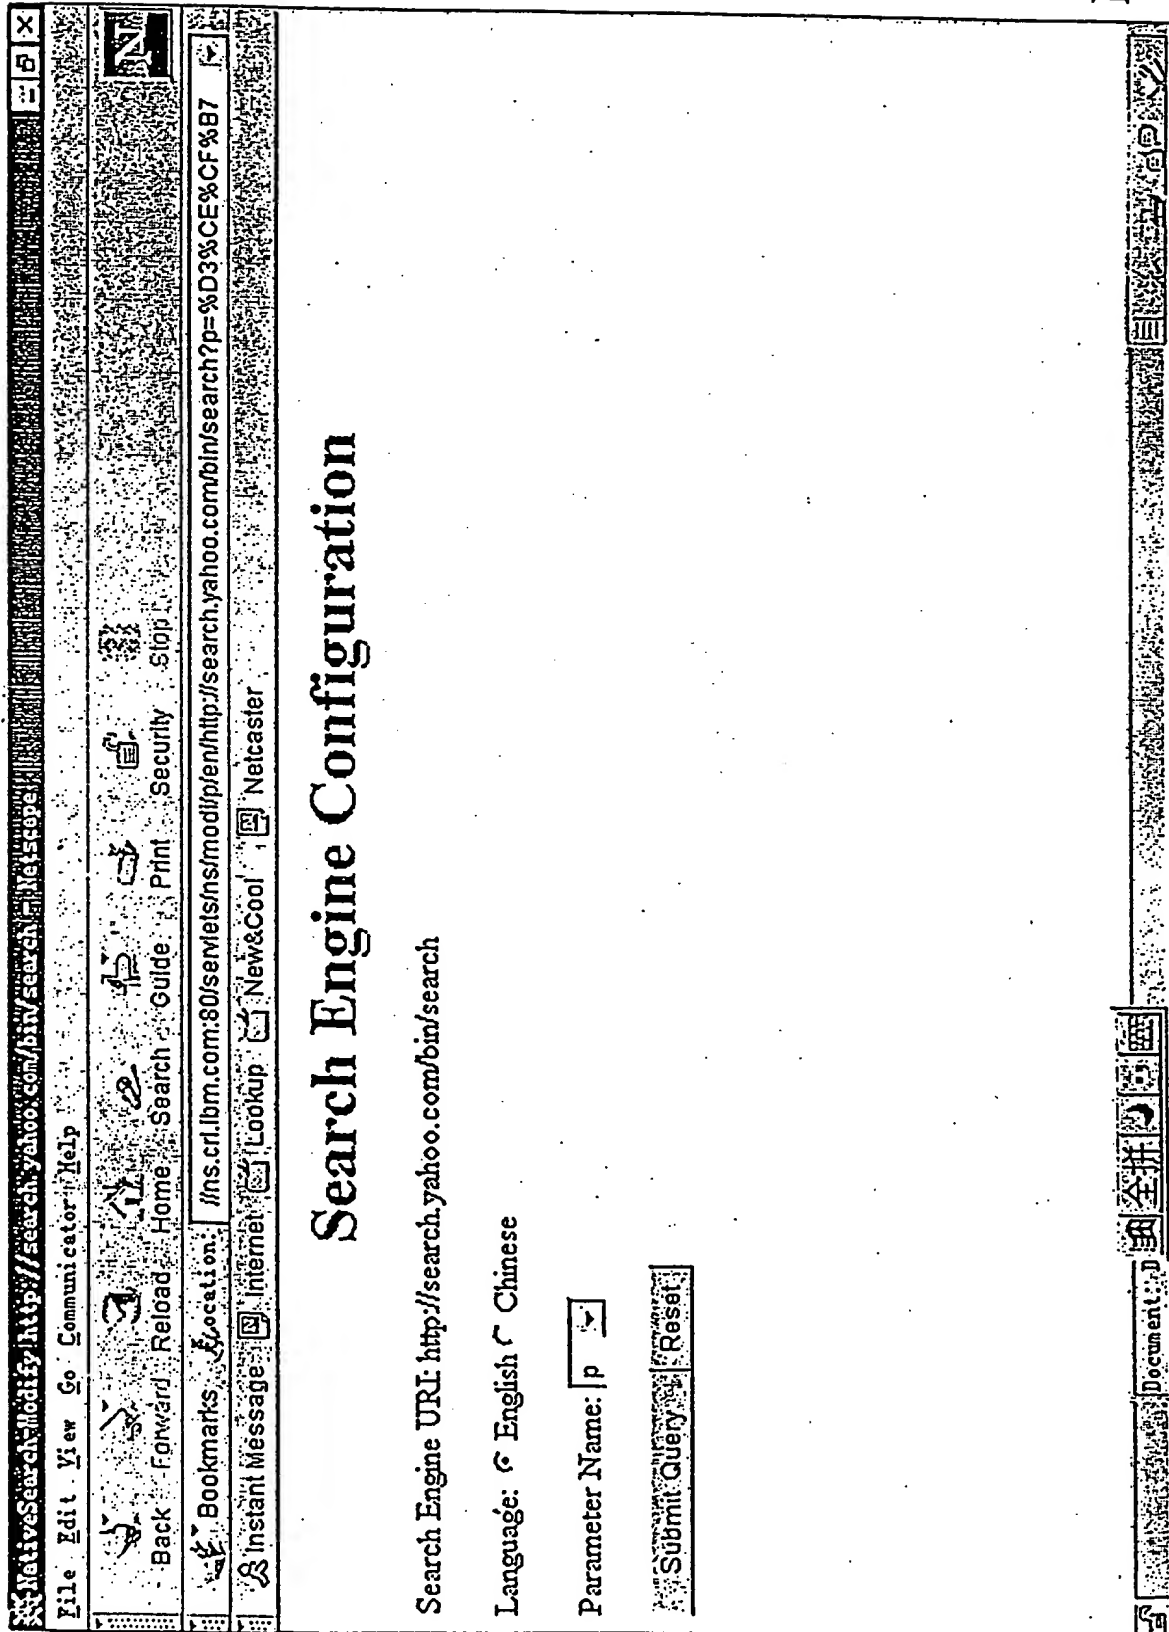 NativeSearch-Modify http://search.yahoo.com/bin/search - Netscape
File Edit View Go Communicator Help
Back Forward Reload Home Search Guide Print Security Stop
Bookmarks Location: //ns.crl.ibm.com:80/servlets/ns/modi/p/en/http://search.yahoo.com/bin/search?p=%D3%CE%CF%B7
Instant Message Internet Lookup New&Cool Netcaster
Search Engine Configuration
Search Engine URI: http://search.yahoo.com/bin/search
Language: English Chinese
Parameter Name: p
Submit Query Reset
Document: D
全拼